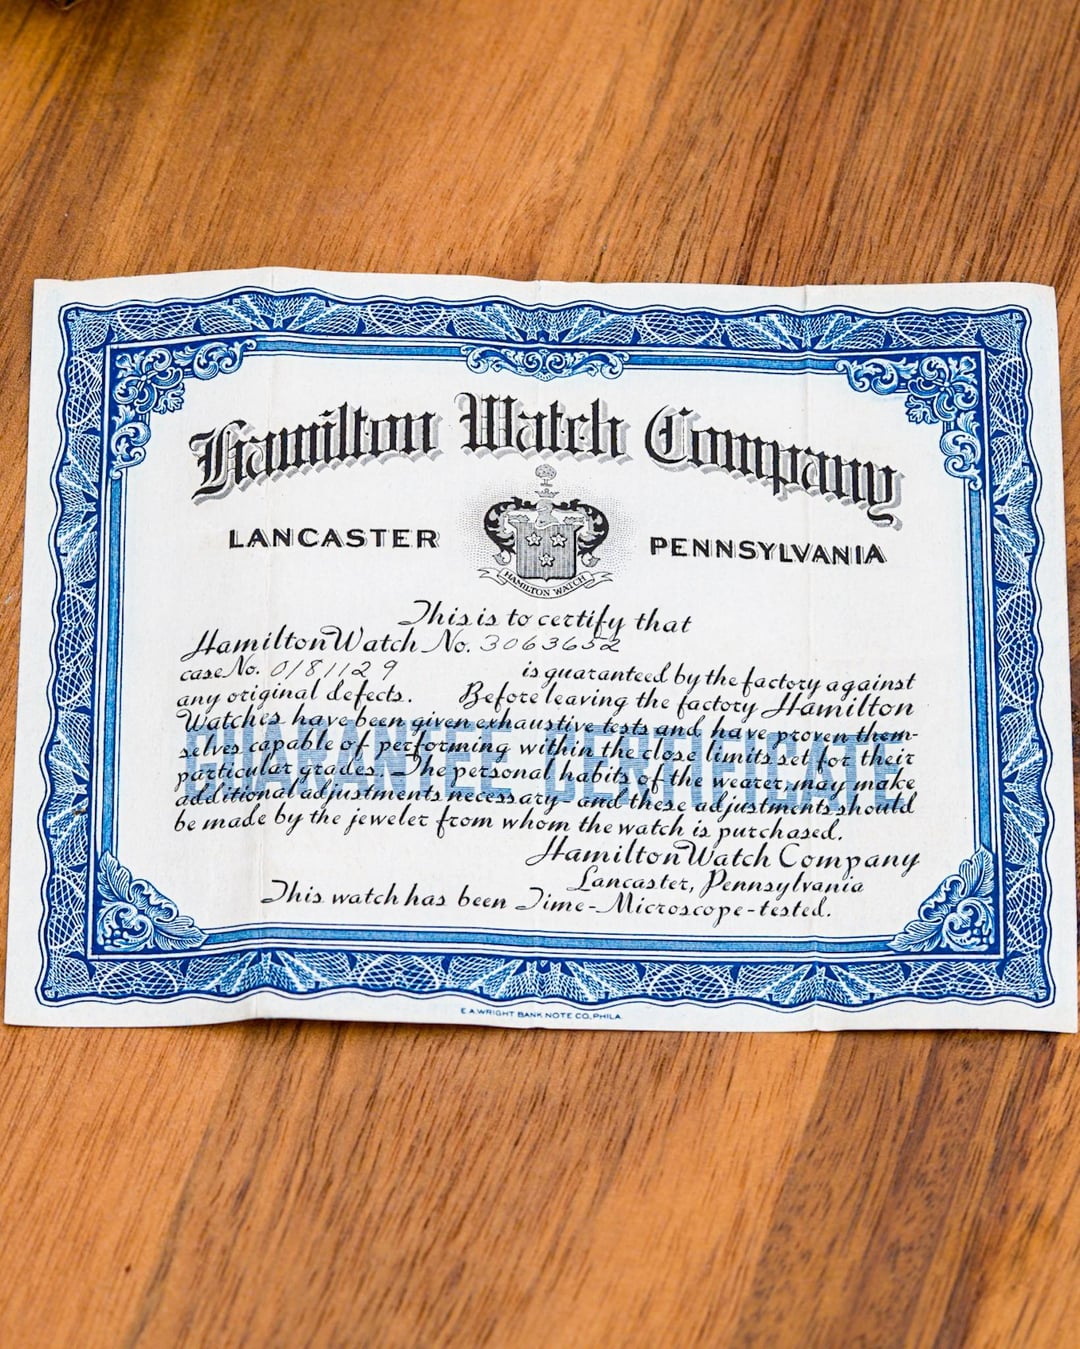 Hamilton Watch Company
LANCASTER PENNSYLVANIA
HAMILTON WATCH
This is to certify that
Hamilton Watch No. 3063652
case No. 0181129 is guaranteed by the factory against
any original defects. Before leaving the factory Hamilton
Watches have been given exhaustive tests and have proven them-
selves capable of performing within the close limits set for their
particular grades. The personal habits of the wearer may make
additional adjustments necessary - and these adjustments should
be made by the jeweler from whom the watch is purchased.
GUARANTEE CERTIFICATE
Hamilton Watch Company
Lancaster, Pennsylvania
This watch has been Time-Microscope-tested.
E.A.WRIGHT BANK NOTE CO., PHILA.